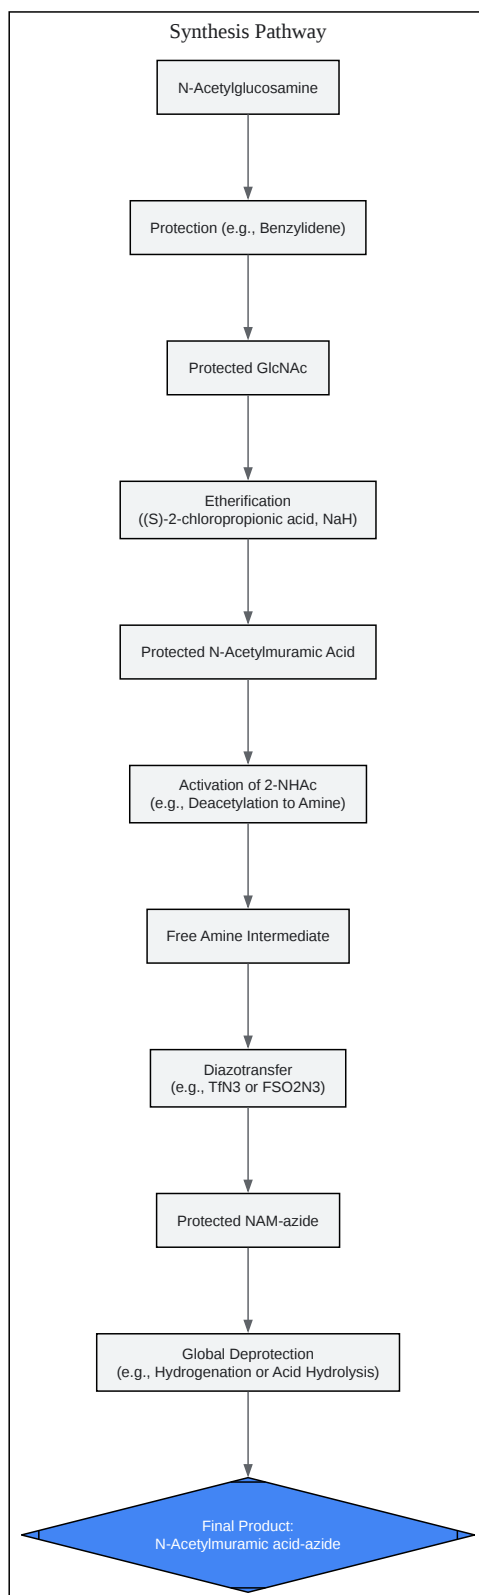 Synthesis Pathway
N-Acetylglucosamine
Protection (e.g., Benzylidene)
Protected GlcNAc
Etherification
((S)-2-chloropropionic acid, NaH)
Protected N-Acetylmuramic Acid
Activation of 2-NHAc
(e.g., Deacetylation to Amine)
Free Amine Intermediate
Diazotransfer
(e.g., TfN3 or FSO2N3)
Protected NAM-azide
Global Deprotection
(e.g., Hydrogenation or Acid Hydrolysis)
Final Product:
N-Acetylmuramic acid-azide